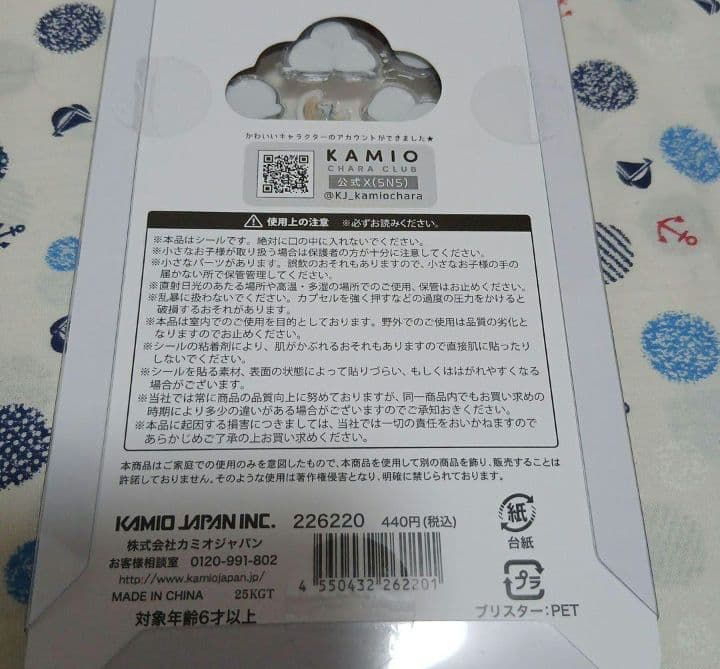 かわいいキャラクターのアカウントができました★
KAMIO
CHARA CLUB
公式X(SNS)
@KJ_kamiochara
使用上の注意 ※必ずお読みください。
※本品はシールです。絶対に口の中に入れないでください。
※小さなお子様が取り扱う場合は保護者の方が十分に注意してください。
※小さなパーツがあります。誤飲のおそれもありますので、小さなお子様の手の
届かない所で保管管理してください。
※直射日光のあたる場所や高温・多湿の場所でのご使用、保管はお止めください。
※乱暴に扱わないでください。カプセルを強く押すなどの過度の圧力をかけると
破損するおそれがあります。
※本品は室内でのご使用を目的としております。野外でのご使用は品質の劣化と
なりますのでお止めください。
※シールの粘着剤により、肌がかぶれるおそれもありますので直接肌に貼ったり
しないでください。
※シールを貼る素材、表面の状態によって貼りづらい、もしくははがれやすくなる
場合がございます。
※当社では常に商品の品質向上に努めておりますが、同一商品内でもお買い求めの
時期により多少の違いがある場合がございますのでご承知おきください。
※本品に起因する損害につきましては、当社では一切の責任をおいかねますので
あらかじめご了承の上お買い求めください。
本商品はご家庭での使用のみを意図したもので、本商品を使用して別の商品を飾り、販売することは
許諾しておりません。そのような使用は著作権侵害となり、明確に禁止されております。
KAMIO JAPAN INC. 226220 440円(税込)
株式会社カミオジャパン
お客様相談室 0120-991-802
http://www.kamiojapan.jp/
MADE IN CHINA 25KGT
対象年齢6才以上
4 550432 262201
紙
台紙
プラ
ブリスター:PET